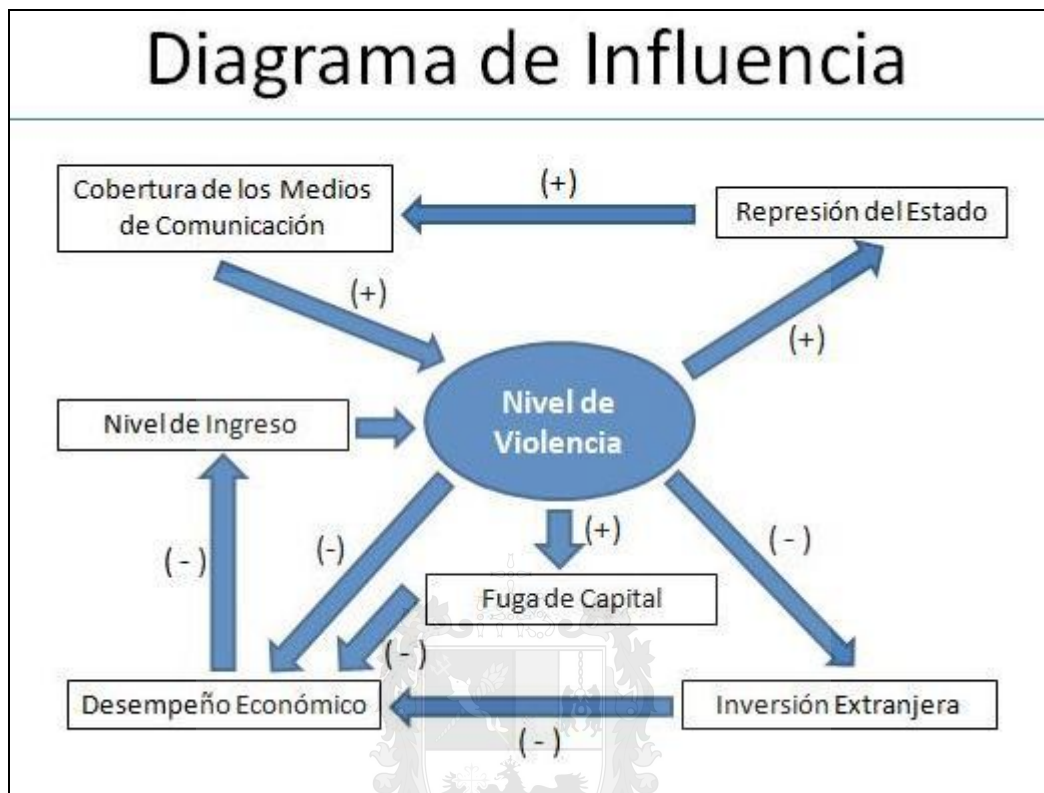 Diagrama de Influencia
Cobertura de los Medios
de Comunicación
(+)
Represión del Estado
(+)
(+)
Nivel de
Violencia
Nivel de Ingreso
(-)
(-)
(+)
(-)
Fuga de Capital
(-)
Desempeño Económico
(-)
Inversión Extranjera